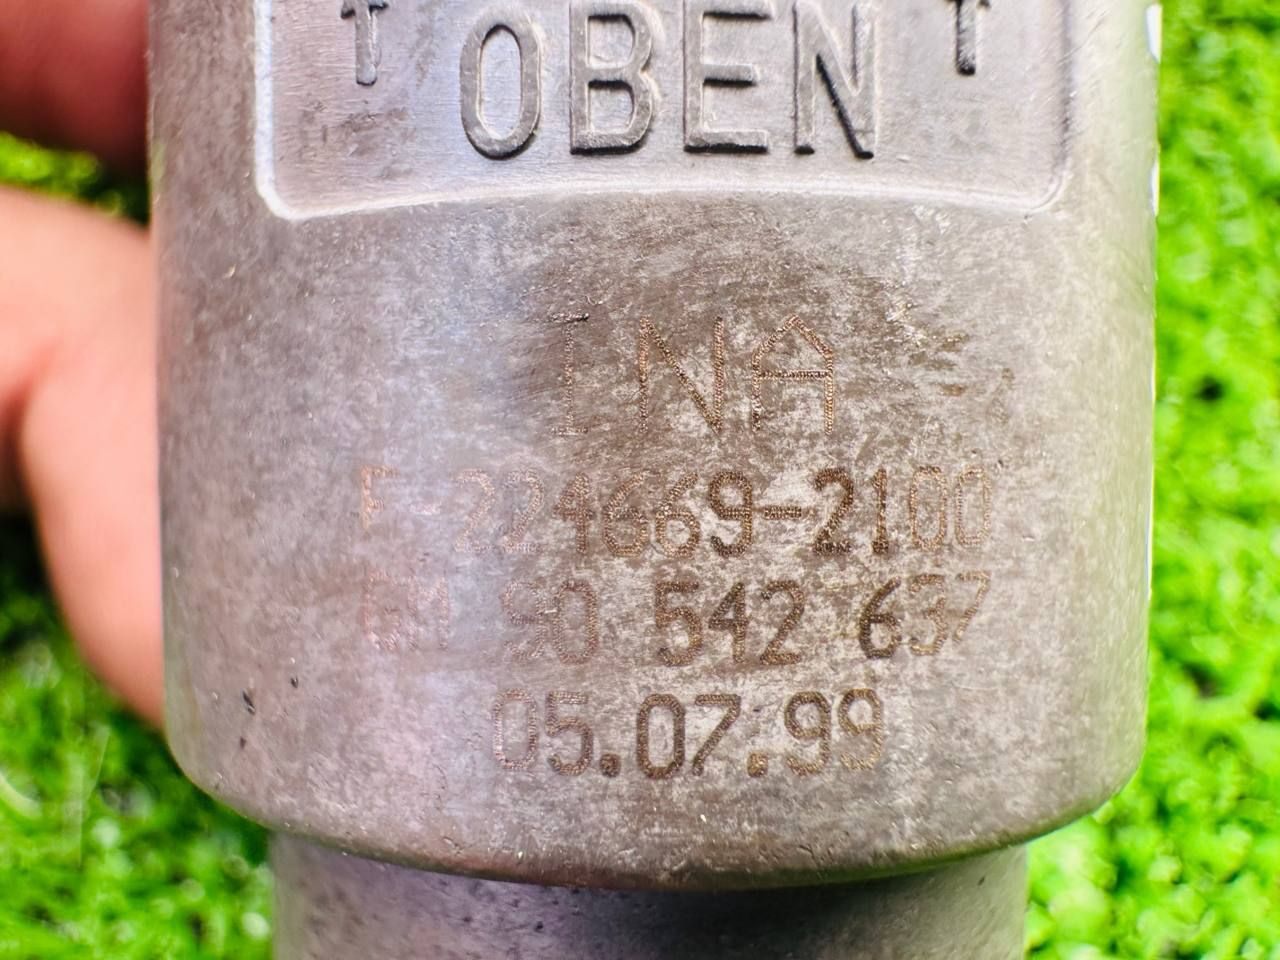 ↑ OBEN ↑
INA
F-224669-2100
GM 90 542 637
05.07.99